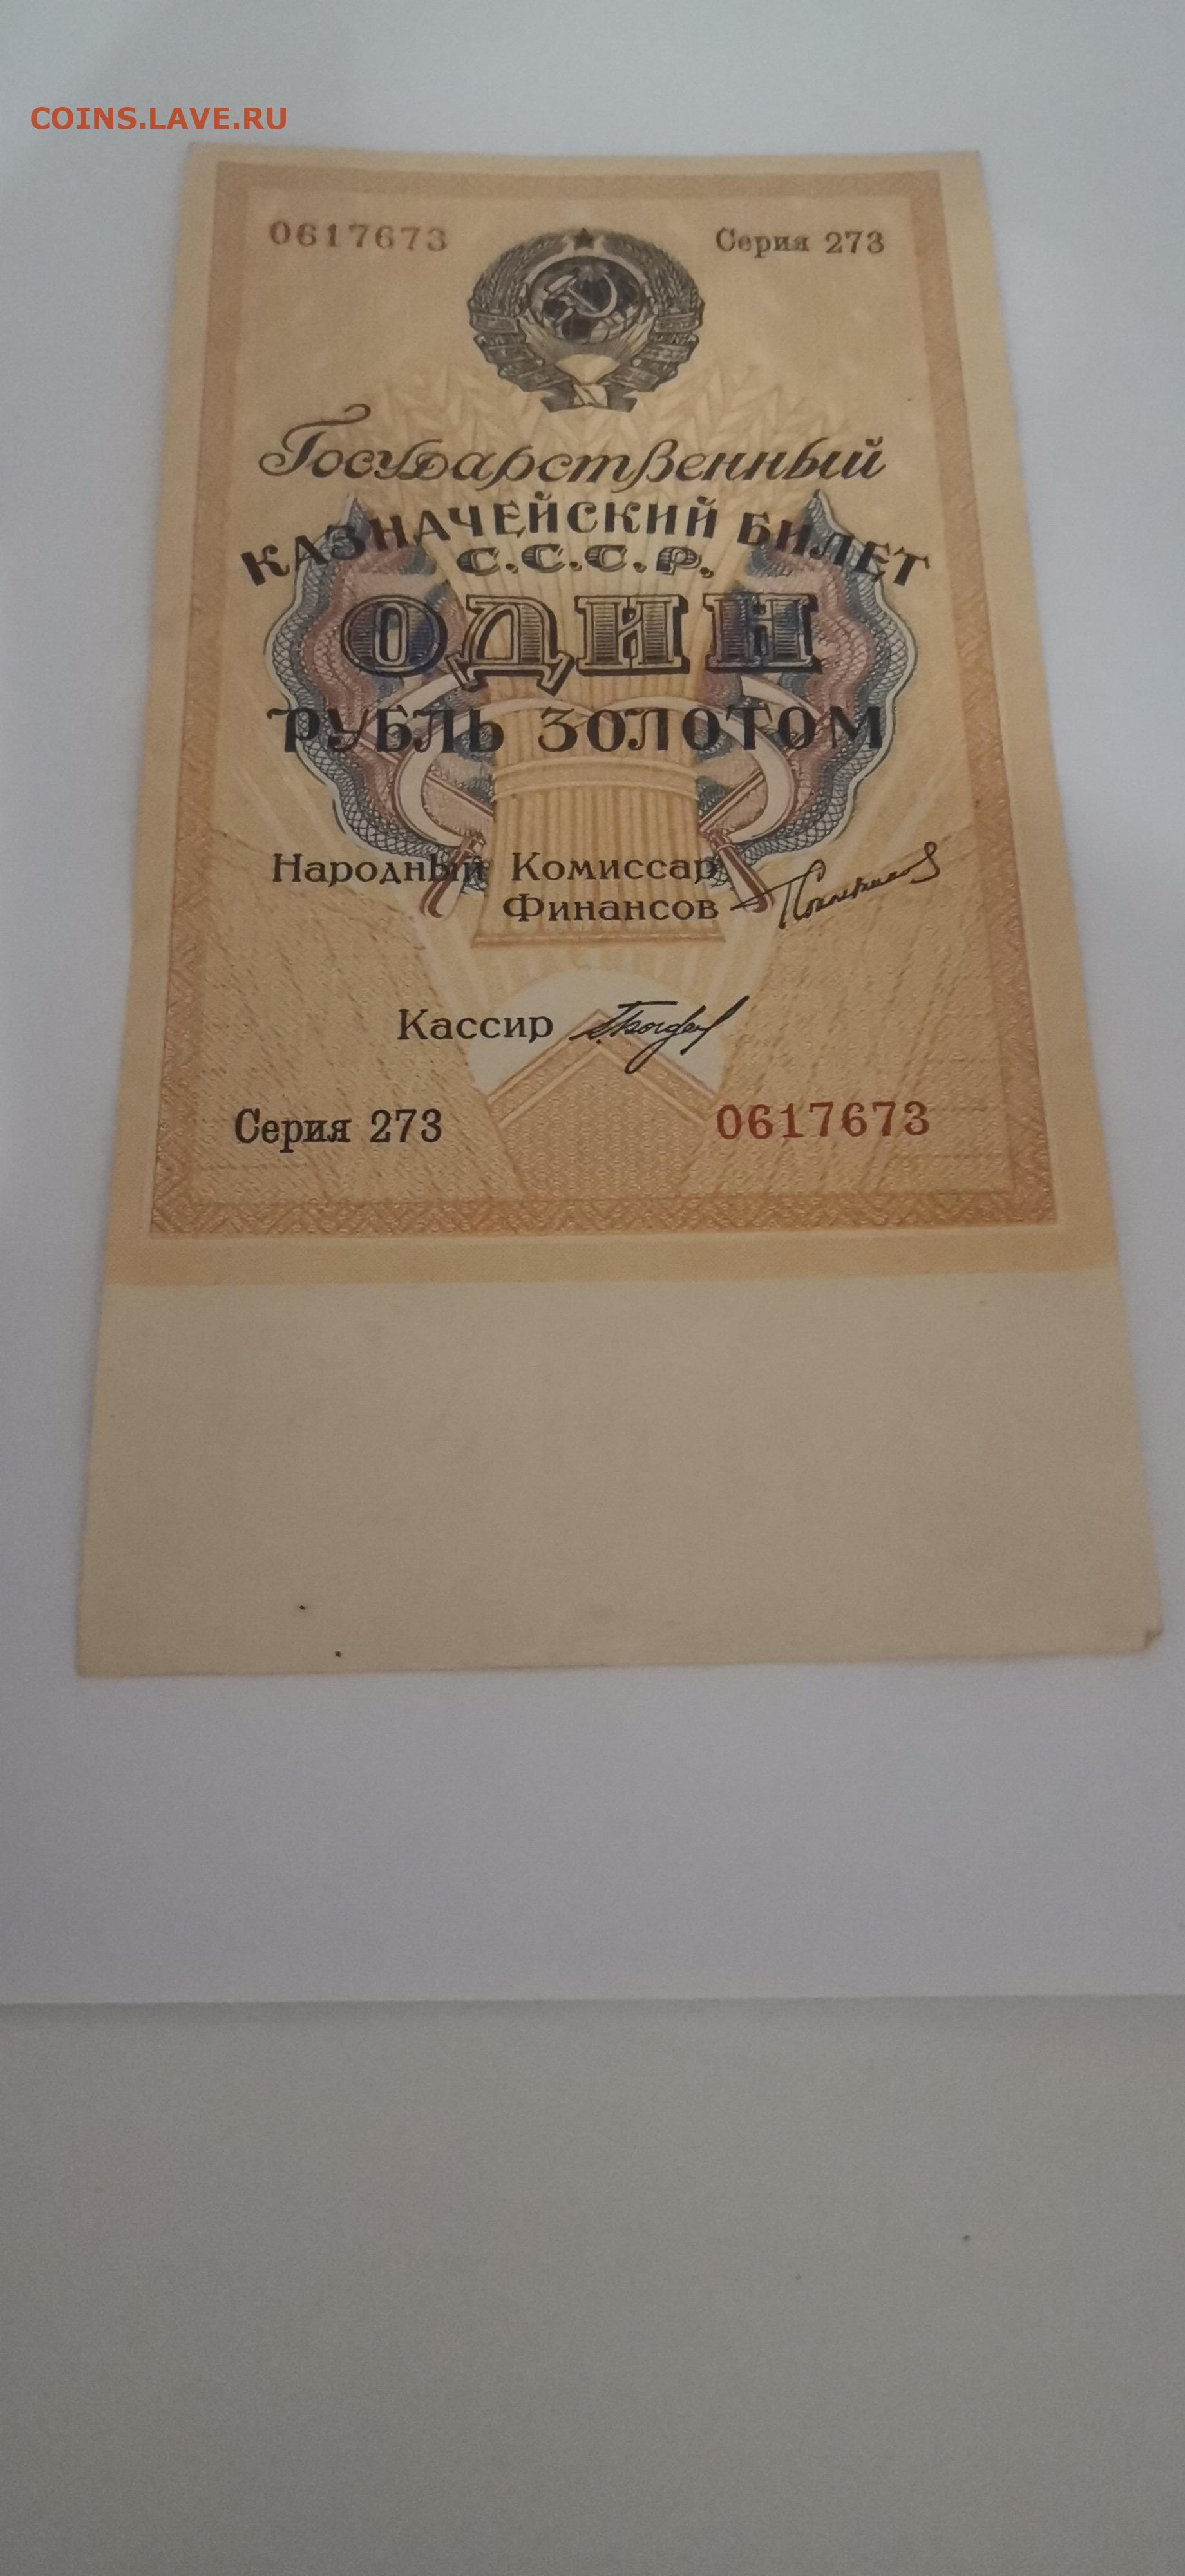 COINS.LAVE.RU
0617673 Серия 273
Государственный
КАЗНАЧЕЙСКИЙ БИЛЕТ
С.С.С.Р.
ОДИН
РУБЛЬ ЗОЛОТОМ
Народный Комиссар
Финансов
Кассир
Серия 273 0617673